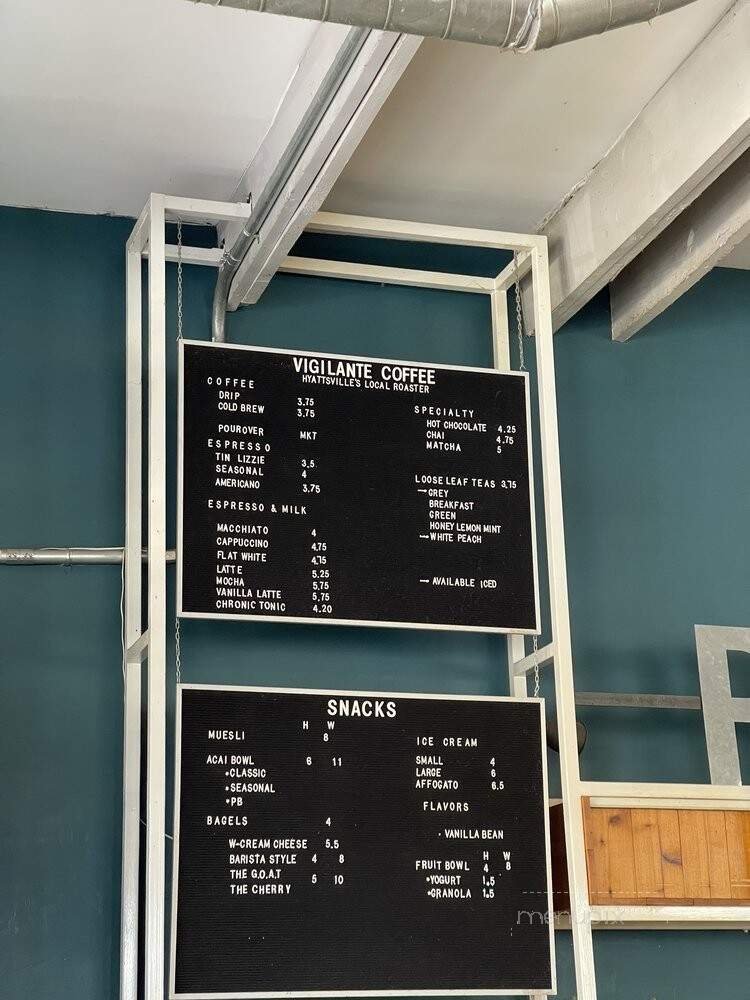 VIGILANTE COFFEE
HYATTSVILLE'S LOCAL ROASTER
COFFEE
DRIP 3.75
COLD BREW 3.75
POUROVER MKT
ESPRESSO
TIN LIZZIE 3.5
SEASONAL 4
AMERICANO 3.75
ESPRESSO & MILK
MACCHIATO 4
CAPPUCCINO 4.75
FLAT WHITE 4.75
LATTE 5.25
MOCHA 5.75
VANILLA LATTE 5.75
CHRONIC TONIC 4.20
SPECIALTY
HOT CHOCOLATE 4.25
CHAI 4.75
MATCHA 5
LOOSE LEAF TEAS 3.75
→GREY
BREAKFAST
GREEN
HONEY LEMON MINT
→WHITE PEACH
→ AVAILABLE ICED
SNACKS
H W
MUESLI 8
ACAI BOWL 6 11
•CLASSIC
•SEASONAL
•PB
BAGELS 4
W-CREAM CHEESE 5.5
BARISTA STYLE 4 8
THE G.O.A.T 5 10
THE CHERRY
ICE CREAM
SMALL 4
LARGE 6
AFFOGATO 6.5
FLAVORS
• VANILLA BEAN
H W
FRUIT BOWL 4 8
•YOGURT 1.5
•GRANOLA 1.5
menupix